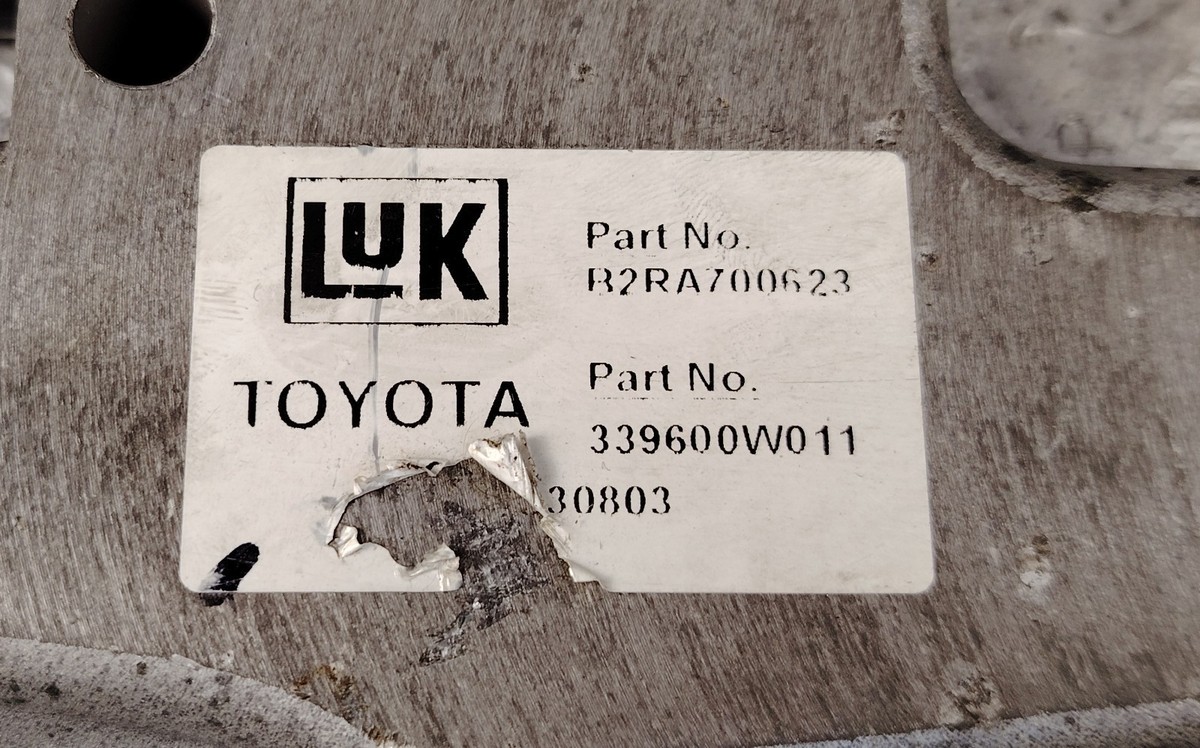 LUK
TOYOTA
Part No.
B2RA700623
Part No.
339600W011
30803